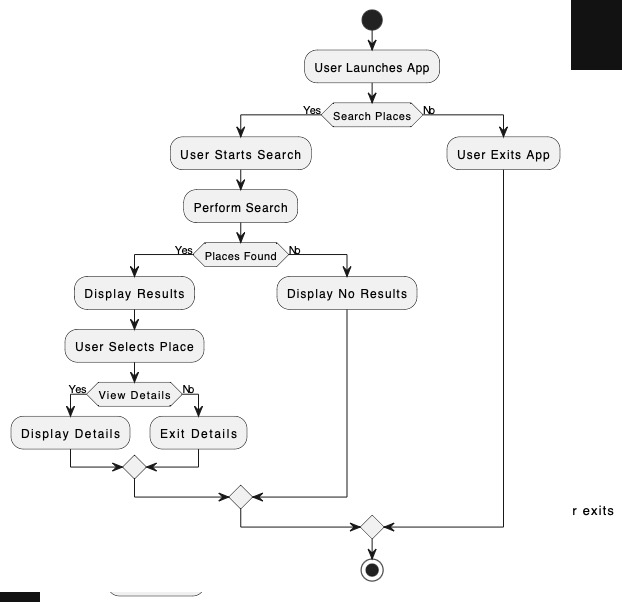 User Launches App
Yes
Search Places
No
User Starts Search
User Exits App
Perform Search
Yes
Places Found
No
Display Results
Display No Results
User Selects Place
Yes
View Details
No
Display Details
Exit Details
r exits